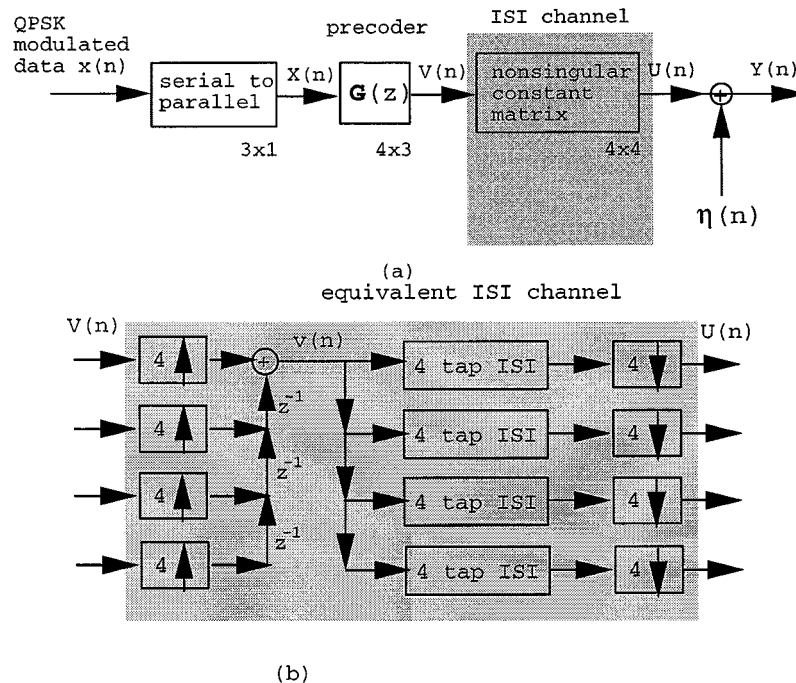 QPSK
modulated
data x(n)
serial to
parallel
3x1
X(n)
precoder
G(z)
4x3
V(n)
ISI channel
nonsingular
constant
matrix
4x4
U(n)
+
Y(n)
η(n)
(a)
equivalent ISI channel
V(n)
v(n)
U(n)
4
+
4 tap ISI
4
z-1
4
4 tap ISI
4
z-1
4
4 tap ISI
4
z-1
4
4 tap ISI
4
(b)